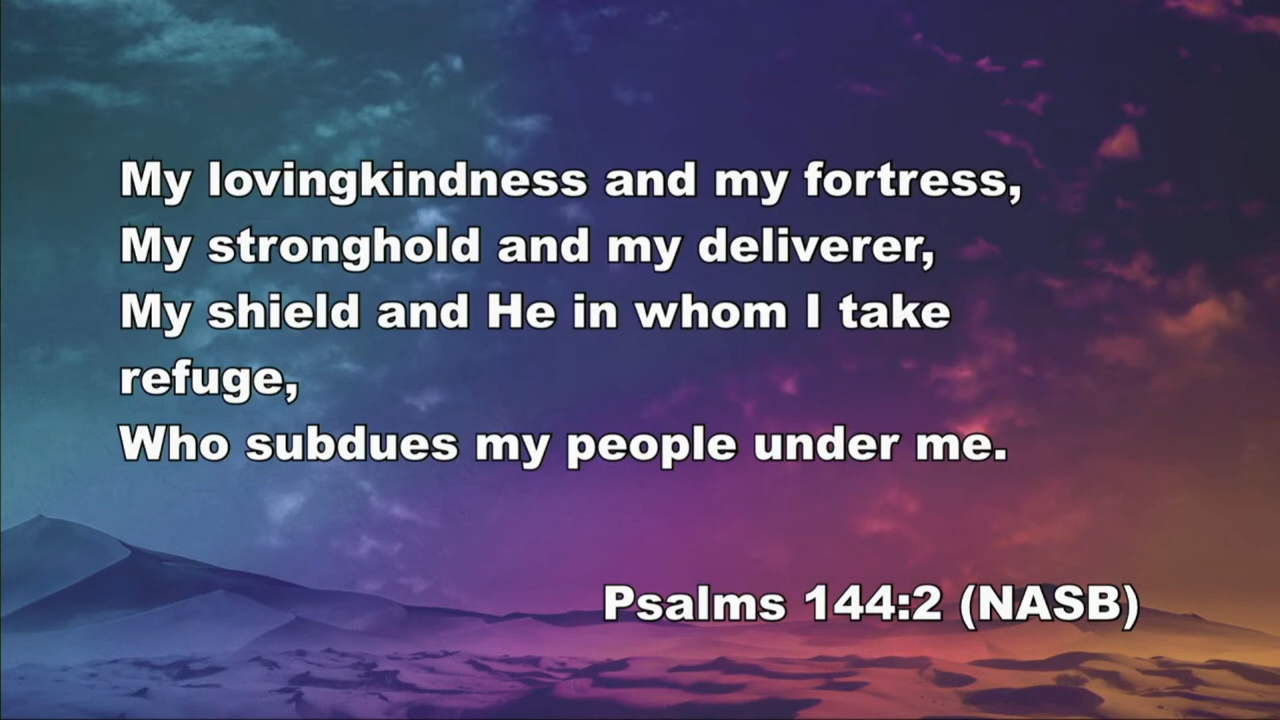 My lovingkindness and my fortress,
My stronghold and my deliverer,
My shield and He in whom I take
refuge,
Who subdues my people under me.
Psalms 144:2 (NASB)